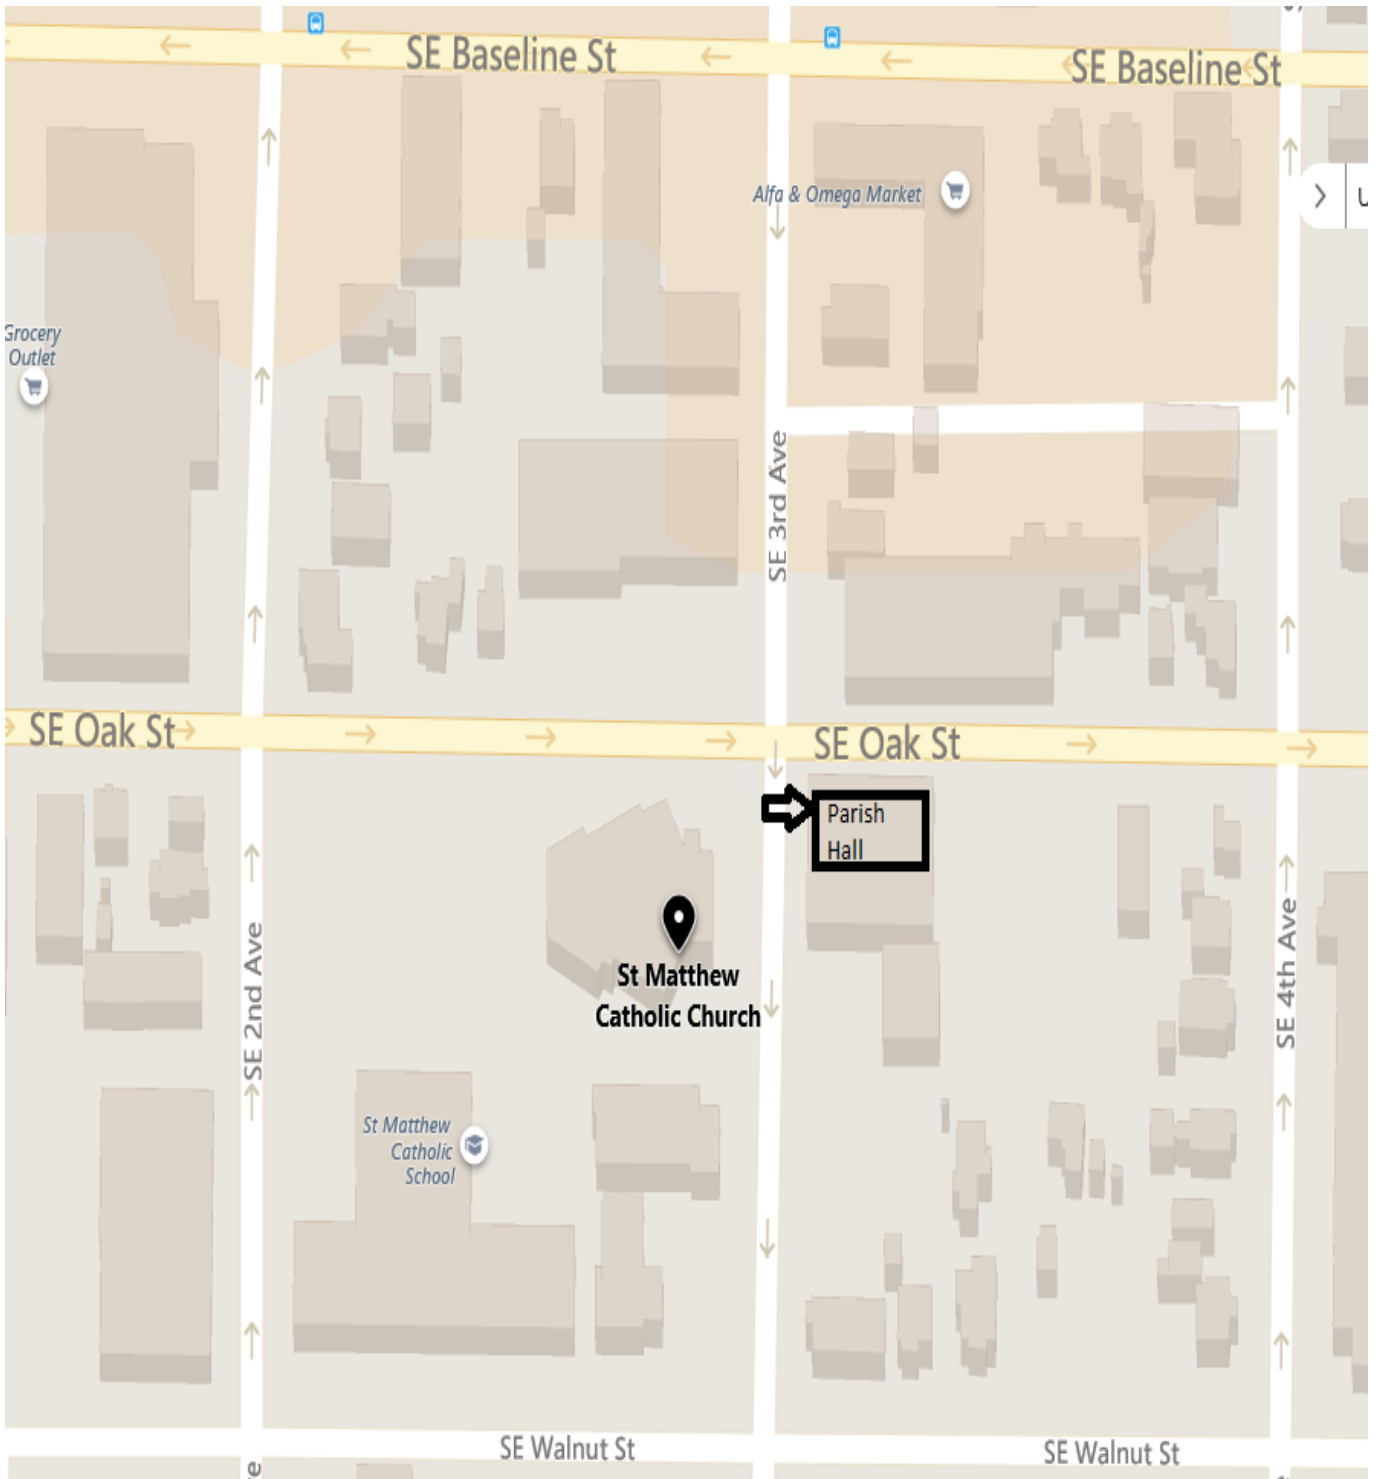 SE Baseline St
SE Baseline St
Alfa & Omega Market
Grocery
Outlet
SE 3rd Ave
SE Oak St
SE Oak St
Parish
Hall
SE 2nd Ave
St Matthew
Catholic Church
SE 4th Ave
St Matthew
Catholic
School
SE Walnut St
SE Walnut St